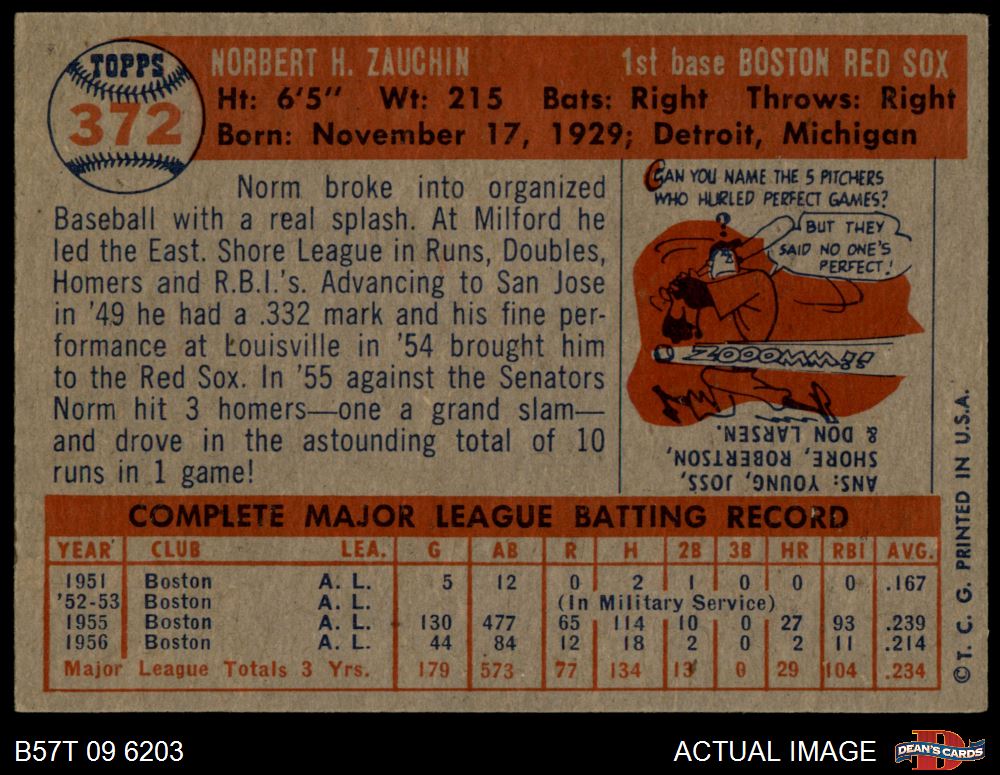 TOPPS
372
NORBERT H. ZAUCHIN 1st base BOSTON RED SOX
Ht: 6'5" Wt: 215 Bats: Right Throws: Right
Born: November 17, 1929; Detroit, Michigan
Norm broke into organized
Baseball with a real splash. At Milford he
led the East. Shore League in Runs, Doubles,
Homers and R.B.I.'s. Advancing to San Jose
in '49 he had a .332 mark and his fine per-
formance at Louisville in '54 brought him
to the Red Sox. In '55 against the Senators
Norm hit 3 homers—one a grand slam—
and drove in the astounding total of 10
runs in 1 game!
CAN YOU NAME THE 5 PITCHERS
WHO HURLED PERFECT GAMES?
?
BUT THEY
SAID NO ONE'S
PERFECT!
ZOOOMM!!
ANS: YOUNG, JOSS,
SHORE, ROBERTSON,
& DON LARSEN.
COMPLETE MAJOR LEAGUE BATTING RECORD
YEAR CLUB LEA. G AB R H 2B 3B HR RBI AVG.
1951 Boston A. L. 5 12 0 2 1 0 0 0 .167
'52-53 Boston A. L. (In Military Service)
1955 Boston A. L. 130 477 65 114 10 0 27 93 .239
1956 Boston A. L. 44 84 12 18 2 0 2 11 .214
Major League Totals 3 Yrs. 179 573 77 134 13 0 29 104 .234
© T. C. G. PRINTED IN U.S.A.
B57T 09 6203
ACTUAL IMAGE
D
DEAN'S CARDS